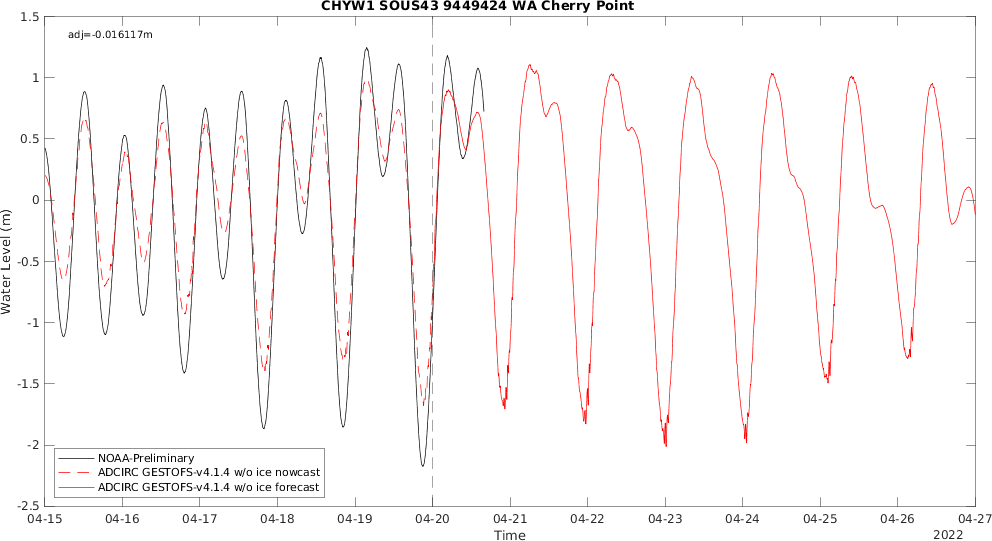 CHYW1 SOUS43 9449424 WA Cherry Point
adj=-0.016117m
1.5
1
0.5
0
-0.5
-1
-1.5
-2
-2.5
Water Level (m)
NOAA-Preliminary
ADCIRC GESTOFS-v4.1.4 w/o ice nowcast
ADCIRC GESTOFS-v4.1.4 w/o ice forecast
04-15 04-16 04-17 04-18 04-19 04-20 04-21 04-22 04-23 04-24 04-25 04-26 04-27
Time
2022